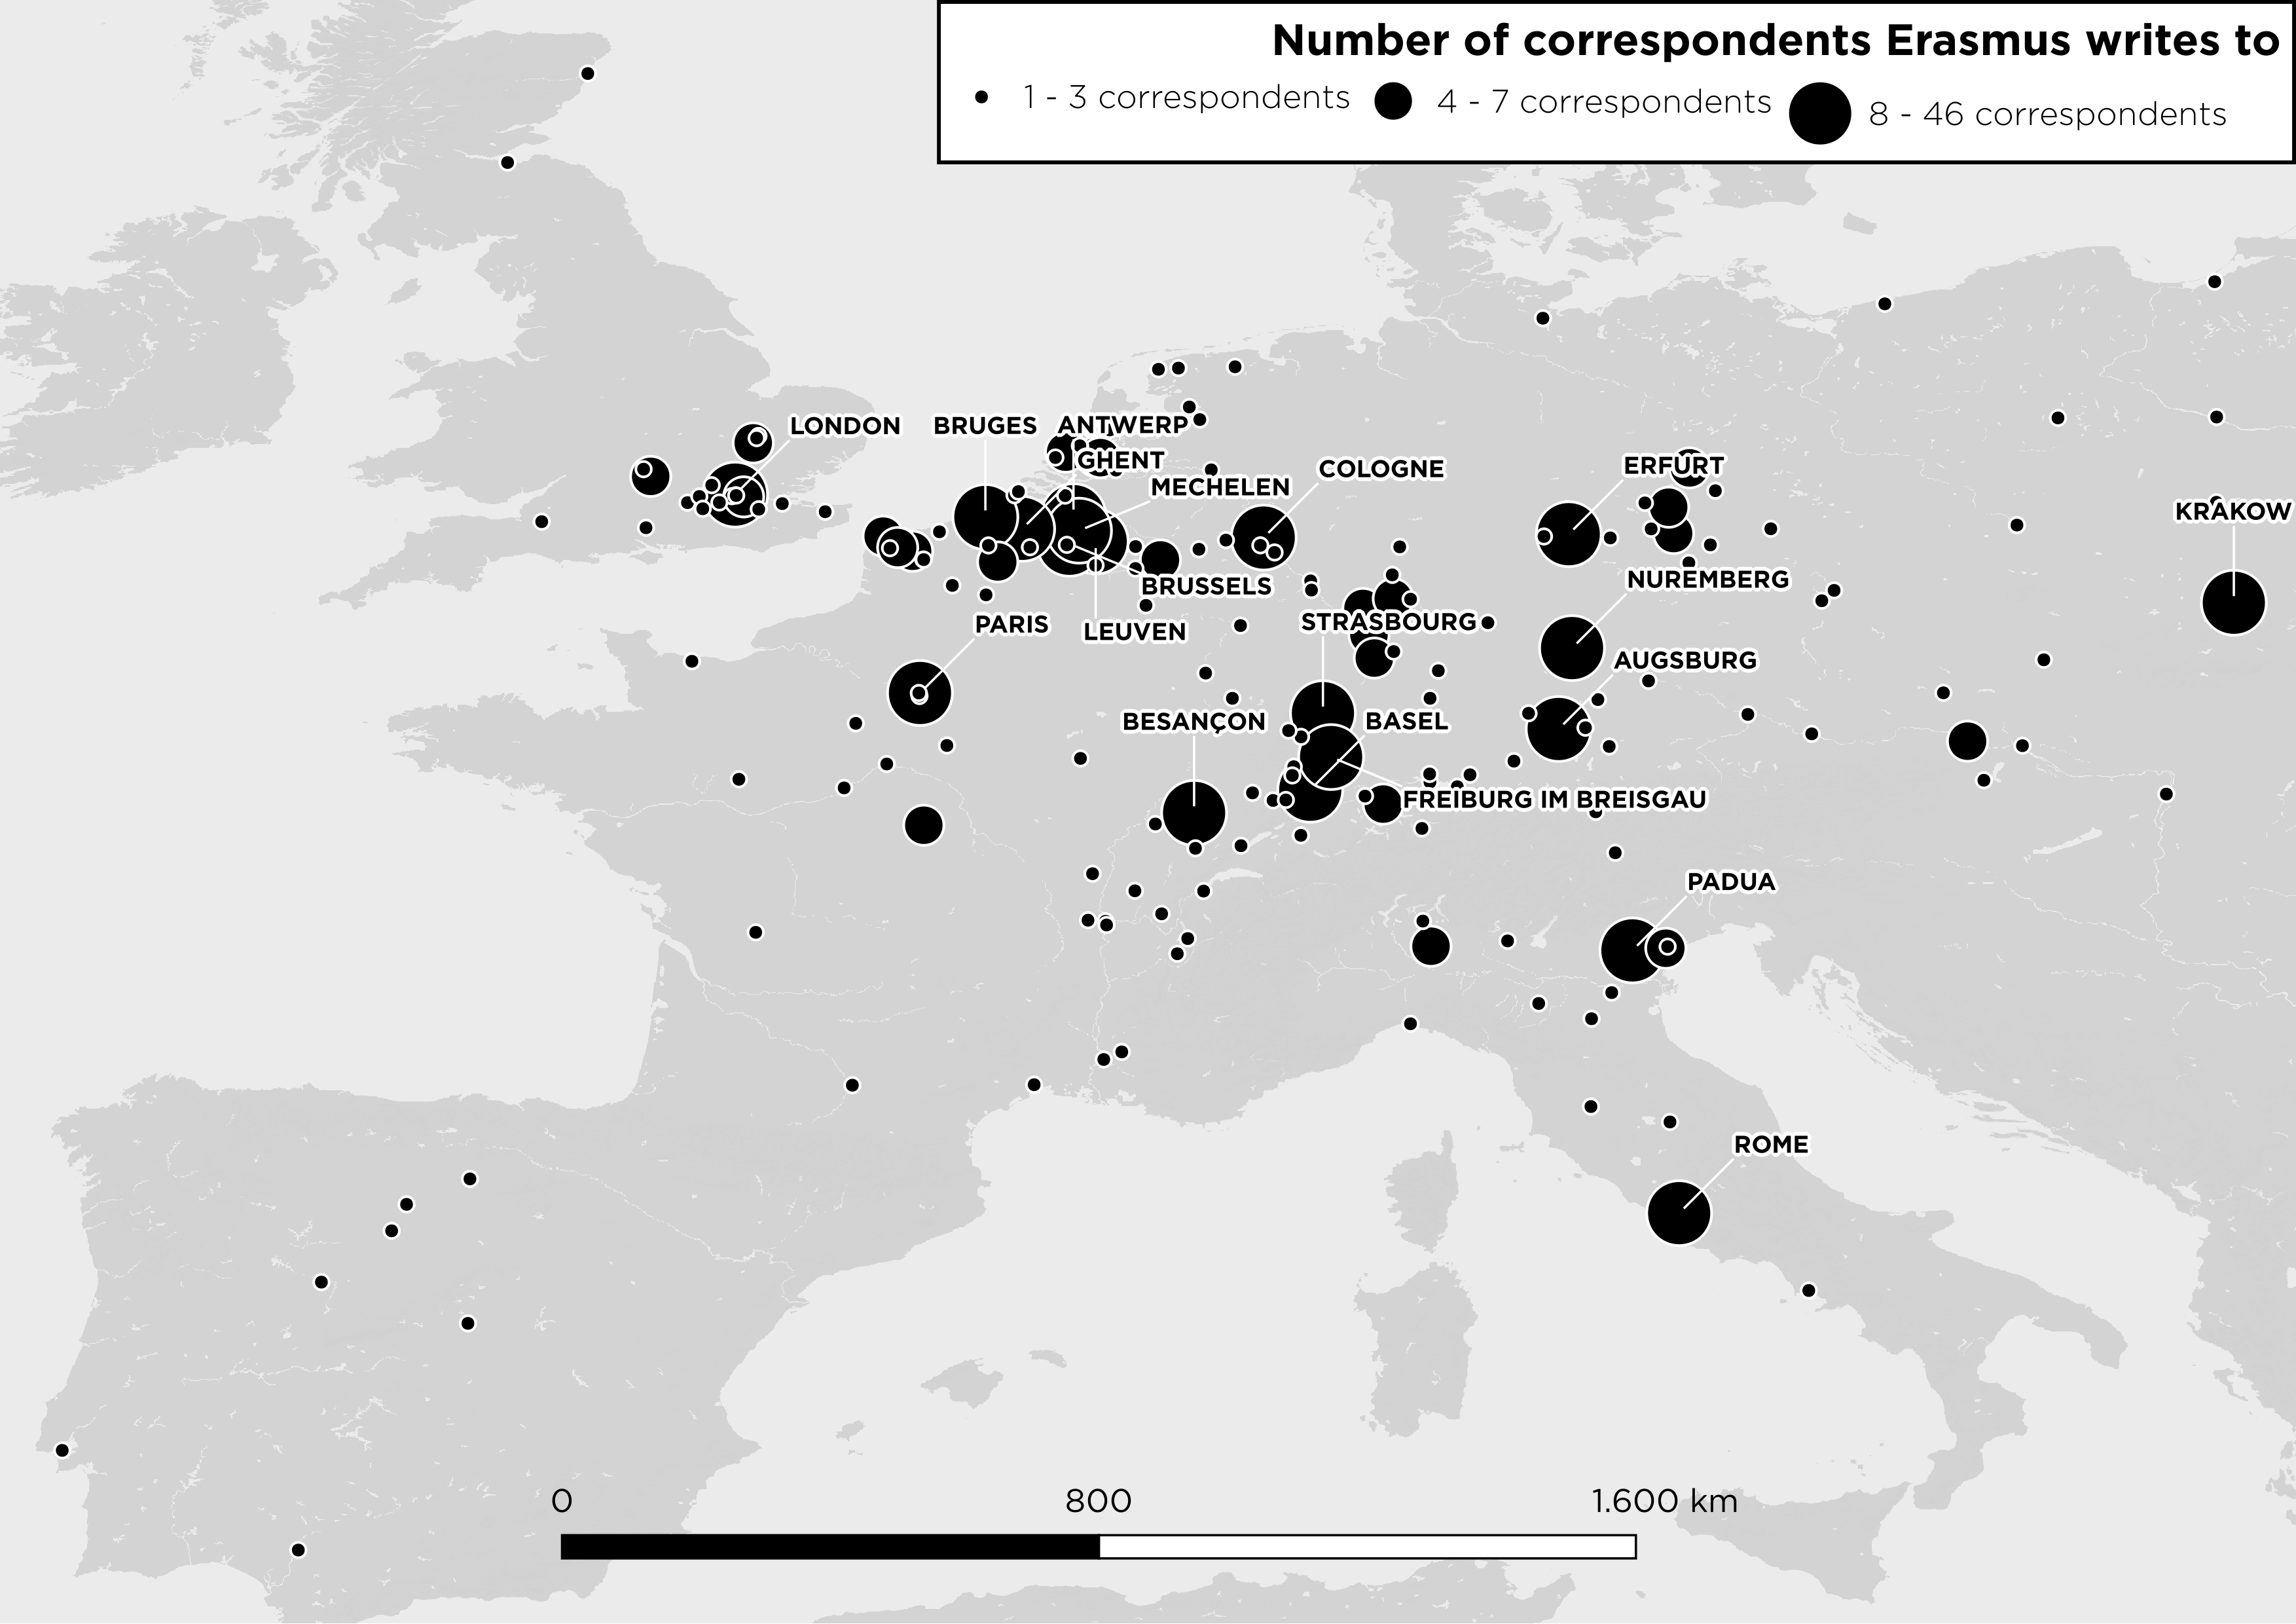 Number of correspondents Erasmus writes to
1 - 3 correspondents 4 - 7 correspondents 8 - 46 correspondents
LONDON
BRUGES
ANTWERP
GHENT
MECHELEN
COLOGNE
ERFURT
KRAKOW
BRUSSELS
NUREMBERG
PARIS
LEUVEN
STRASBOURG
AUGSBURG
BESANÇON
BASEL
FREIBURG IM BREISGAU
PADUA
ROME
0 800 1.600 km